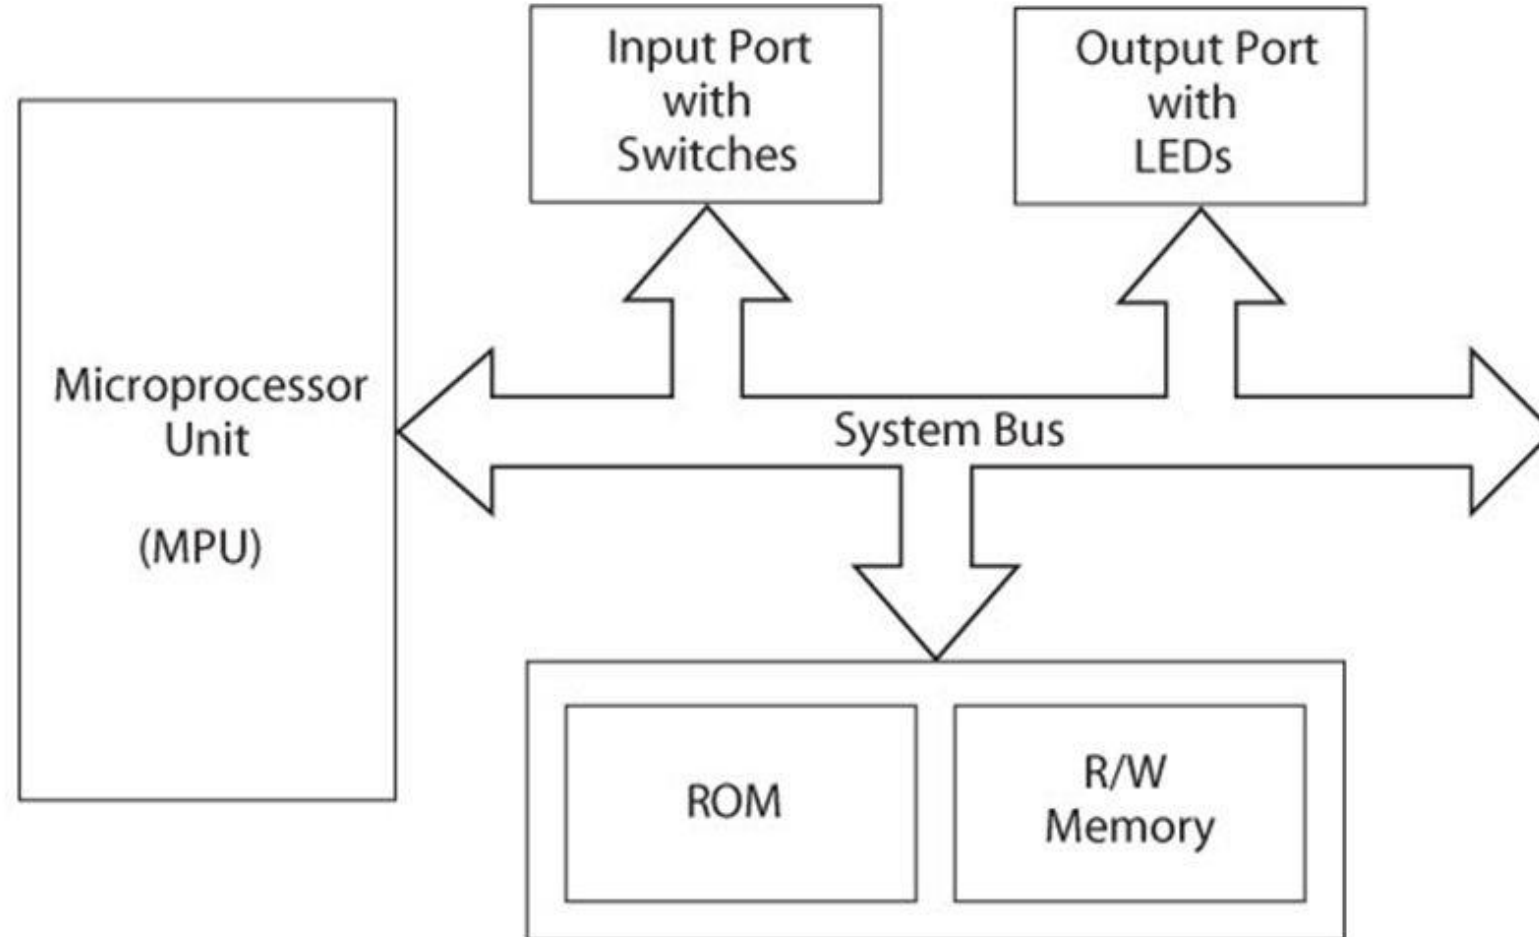 Input Port
with
Switches
Output Port
with
LEDs
Microprocessor
Unit
(MPU)
System Bus
ROM
R/W
Memory